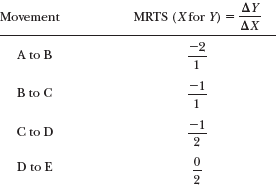 Movement MRTS (X for Y) = ΔY/ΔX
A to B −2/1
B to C −1/1
C to D −1/2
D to E 0/2